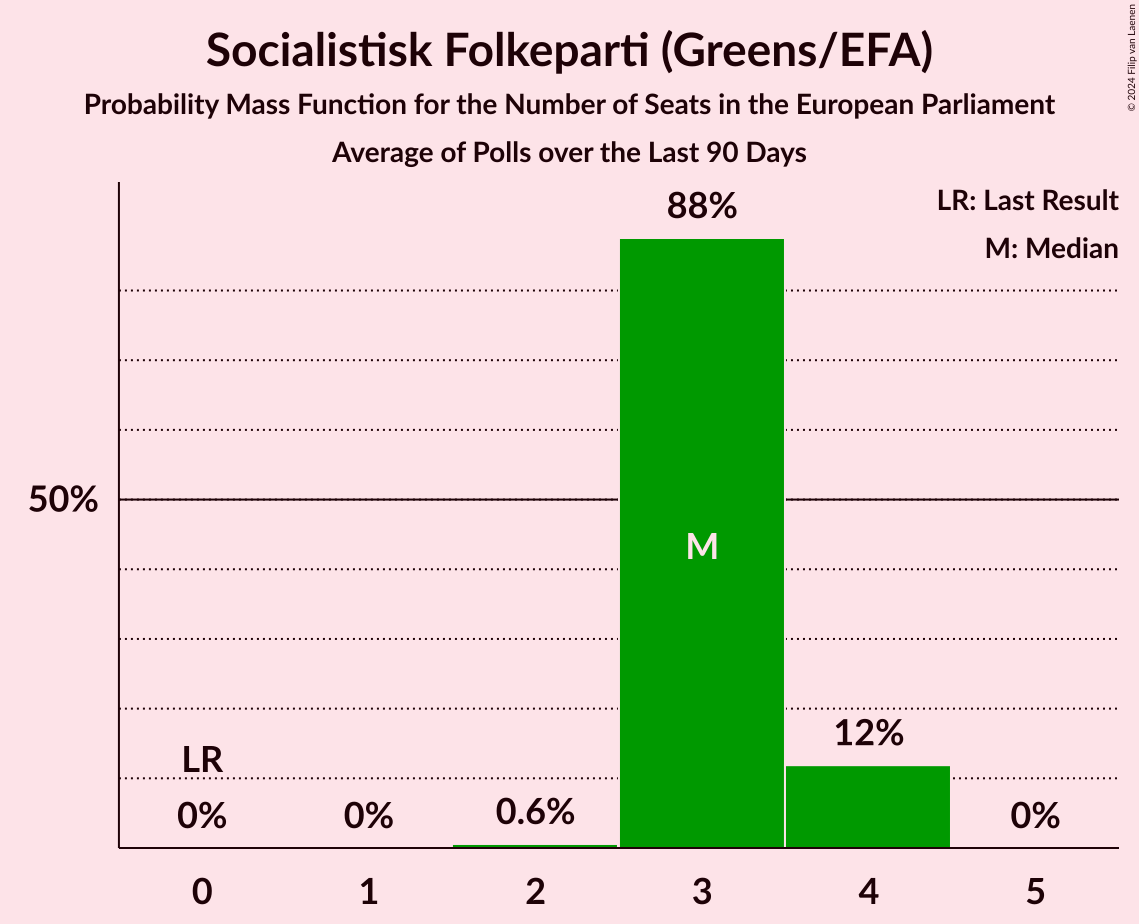 Socialistisk Folkeparti (Greens/EFA)
Probability Mass Function for the Number of Seats in the European Parliament
Average of Polls over the Last 90 Days
© 2024 Filip van Laenen
LR: Last Result
M: Median
88%
50%
M
12%
LR
0%
0%
0.6%
0%
0
1
2
3
4
5